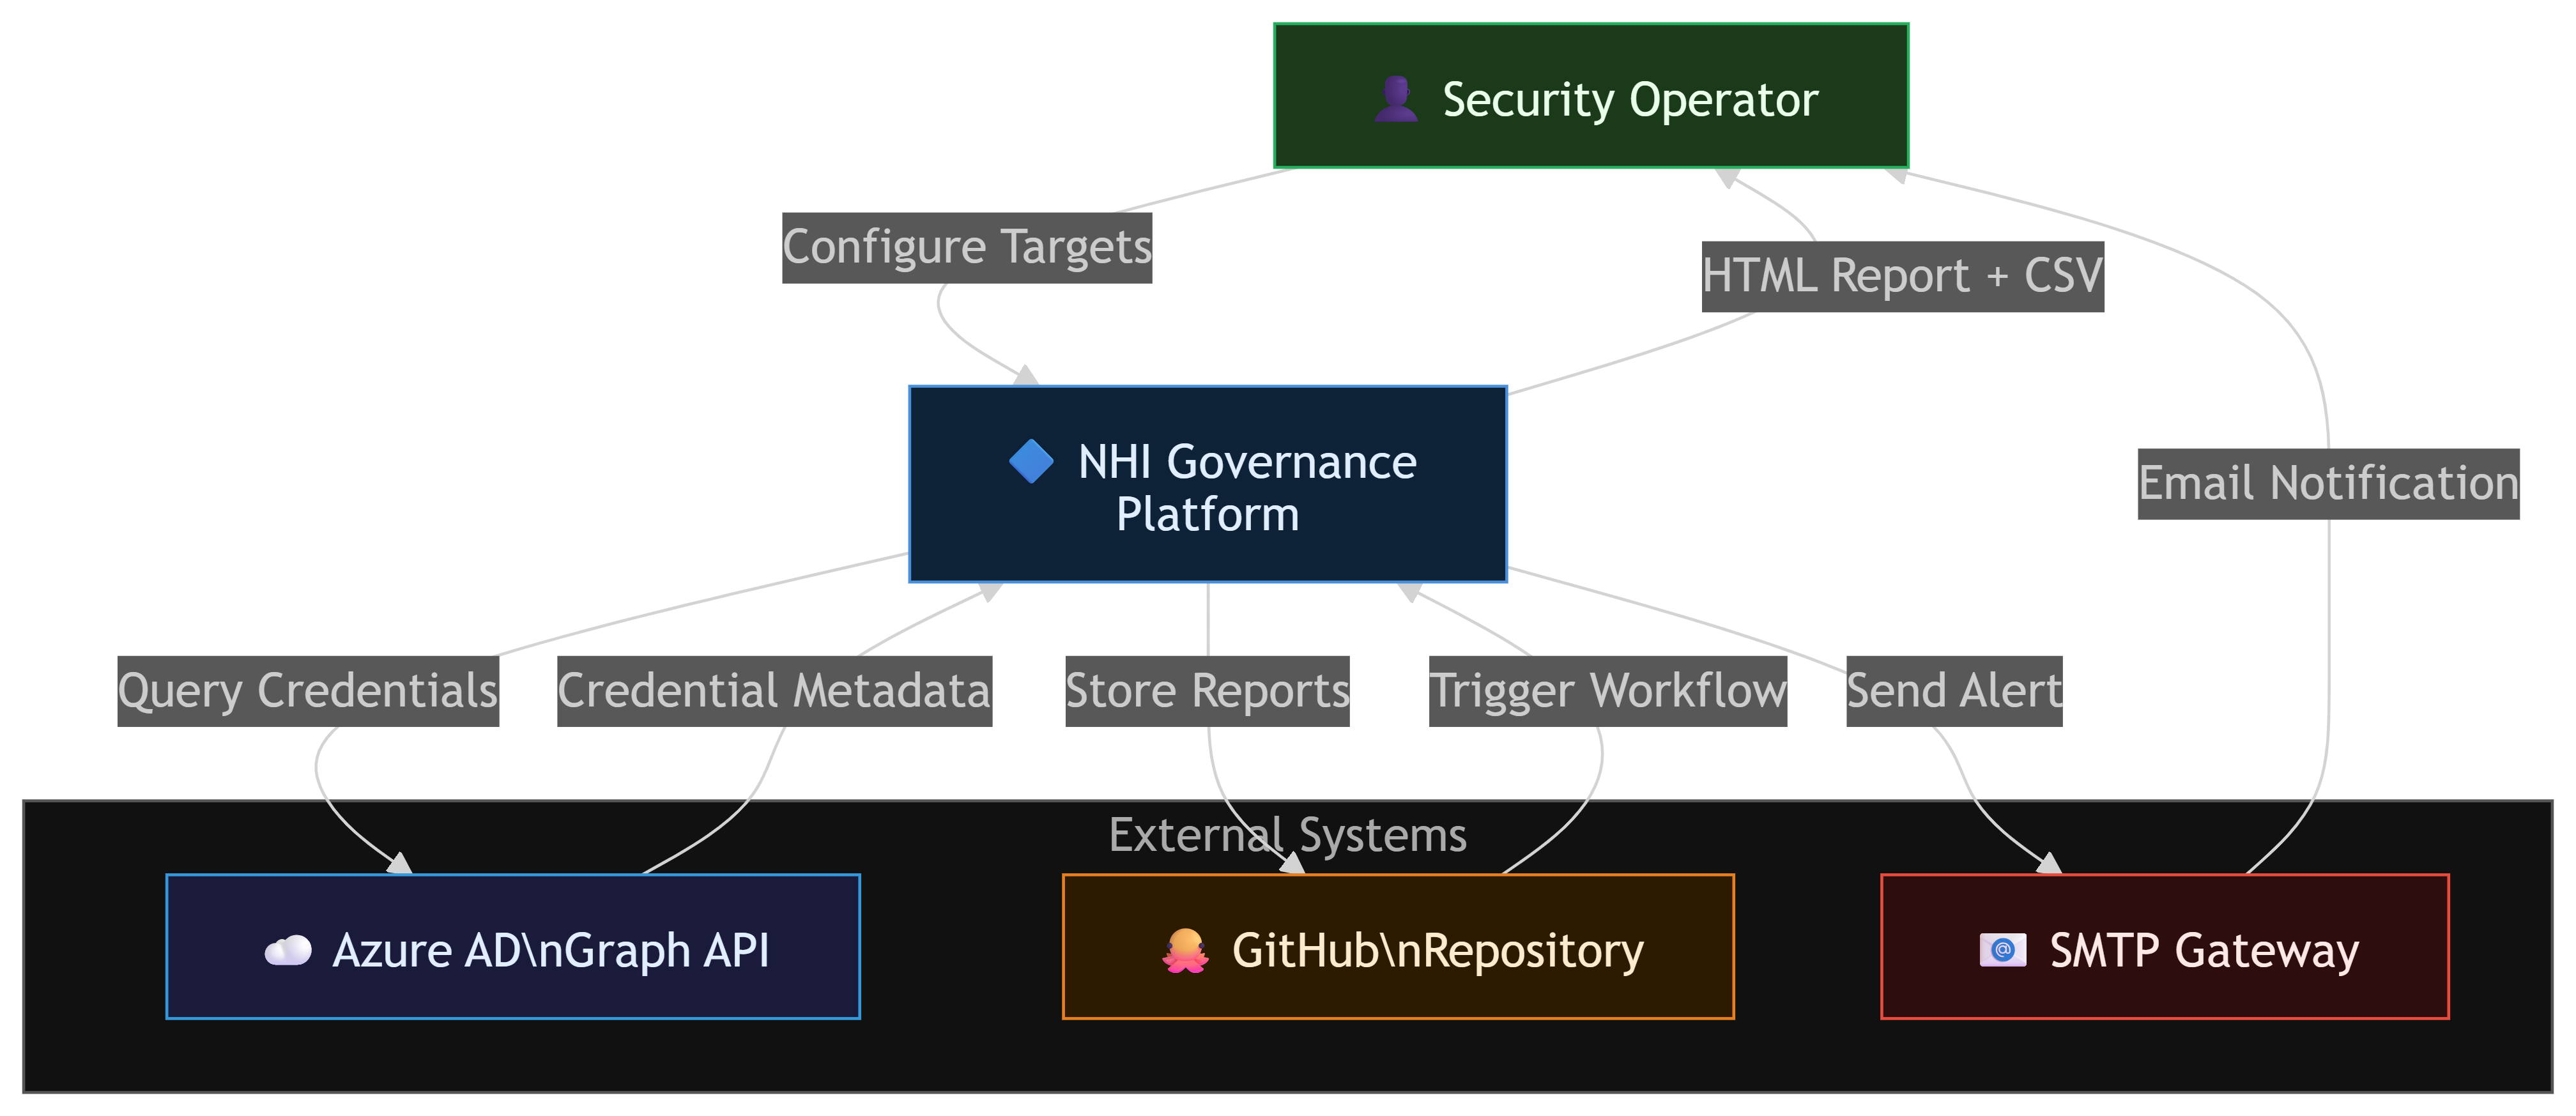 Security Operator
Configure Targets
HTML Report + CSV
NHI Governance
Platform
Email Notification
Query Credentials
Credential Metadata
Store Reports
Trigger Workflow
Send Alert
External Systems
Azure AD\nGraph API
GitHub\nRepository
SMTP Gateway